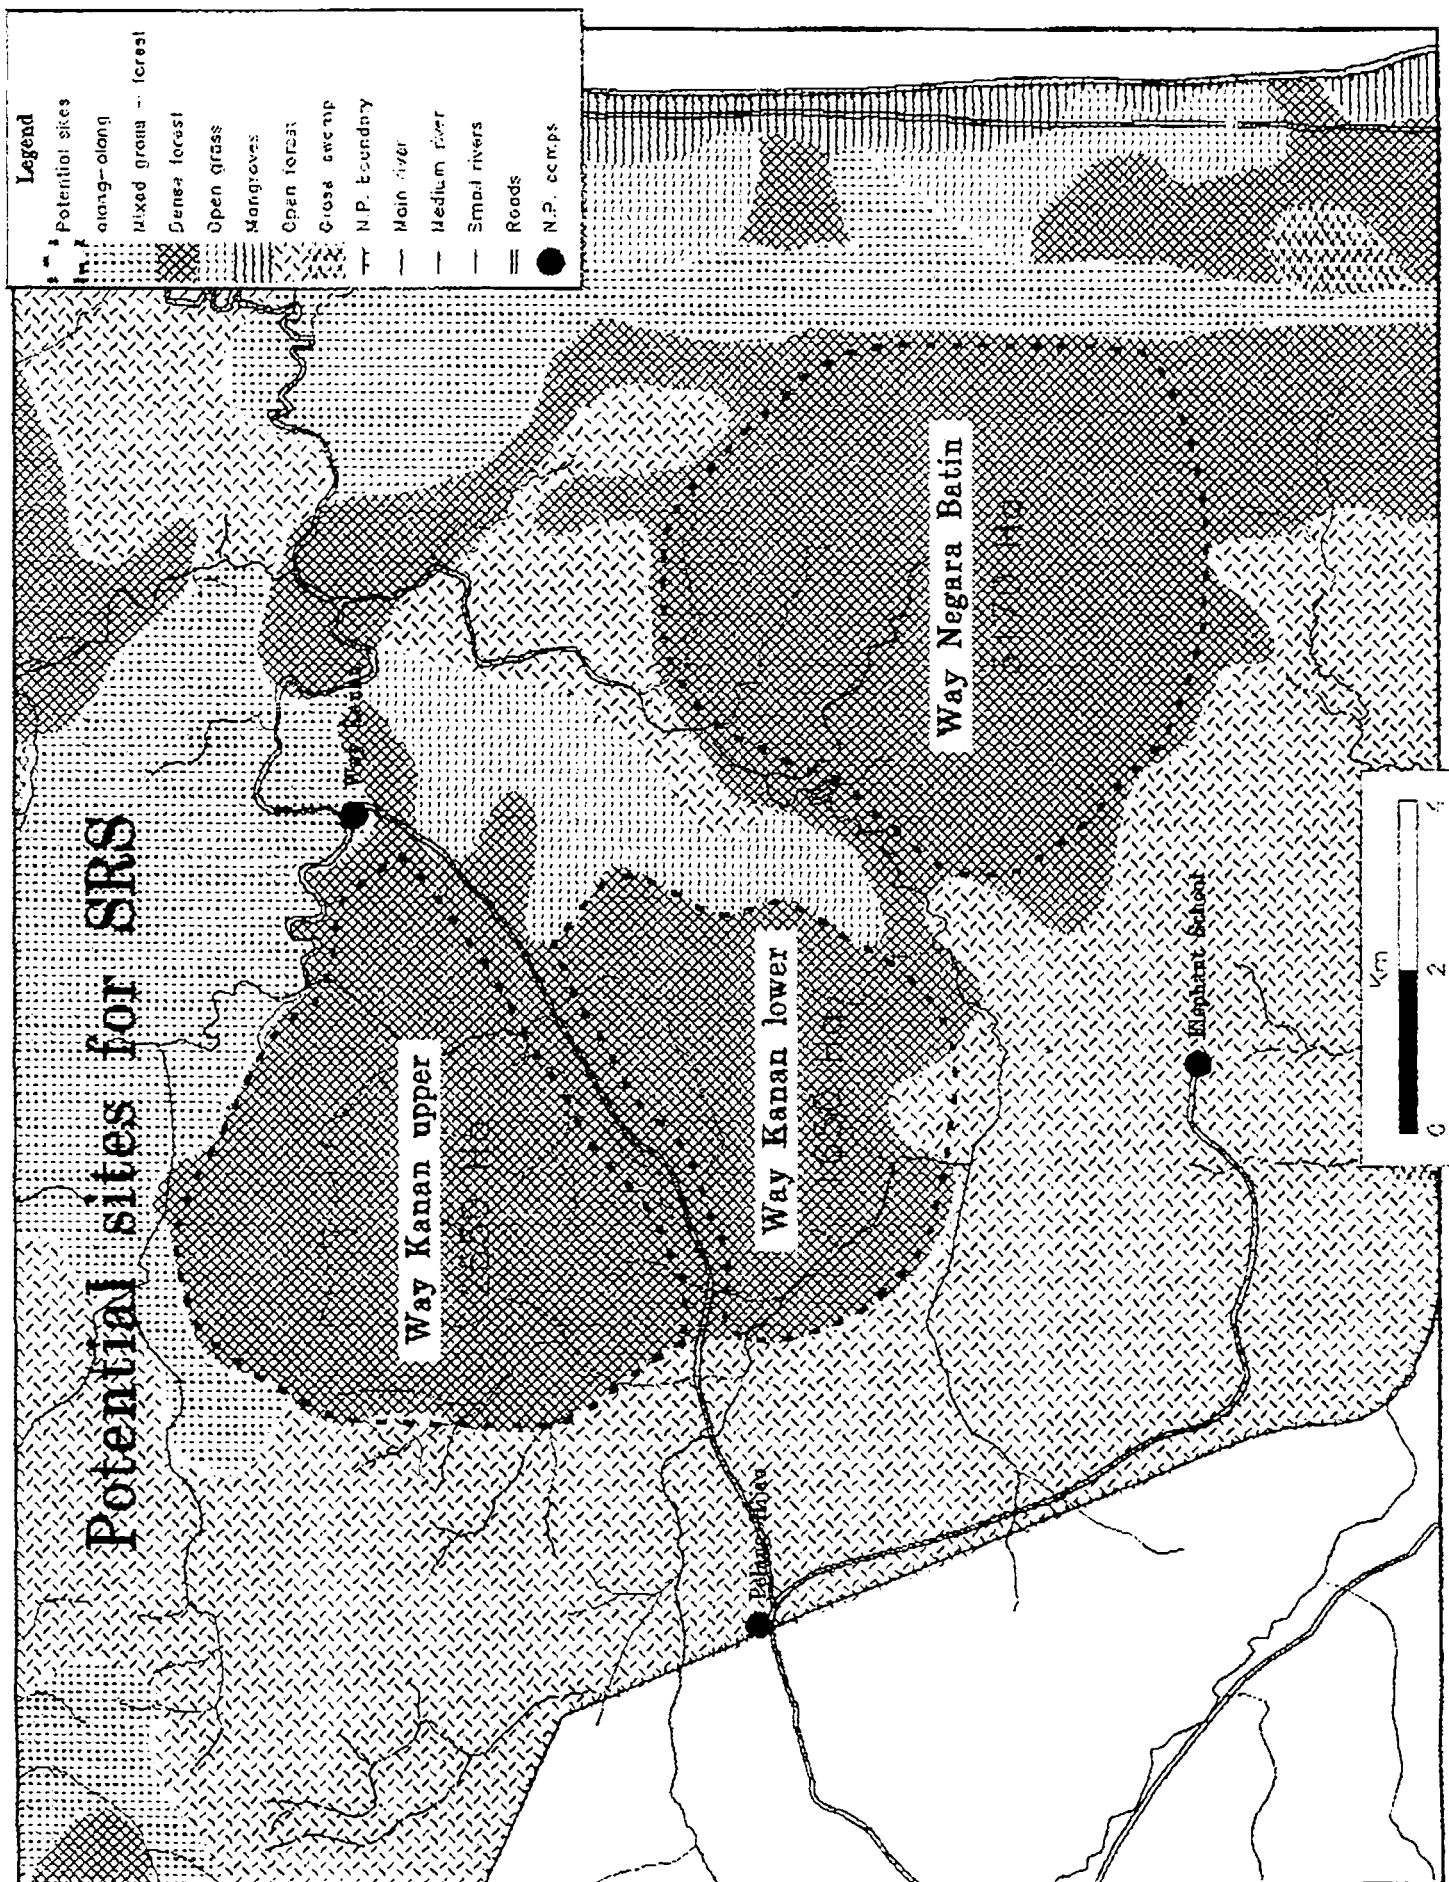 Potential sites for SRS
Legend
Potential sites
alang-alang
Mixed grass - forest
Dense forest
Open grass
Mangroves
Open forest
Grass swamp
N.P. boundary
Main river
Medium river
Small rivers
Roads
N.P. camps
Way Kanan upper
Way Kanan lower
Way Negara Batin
Elephant School
Km
0 2 4